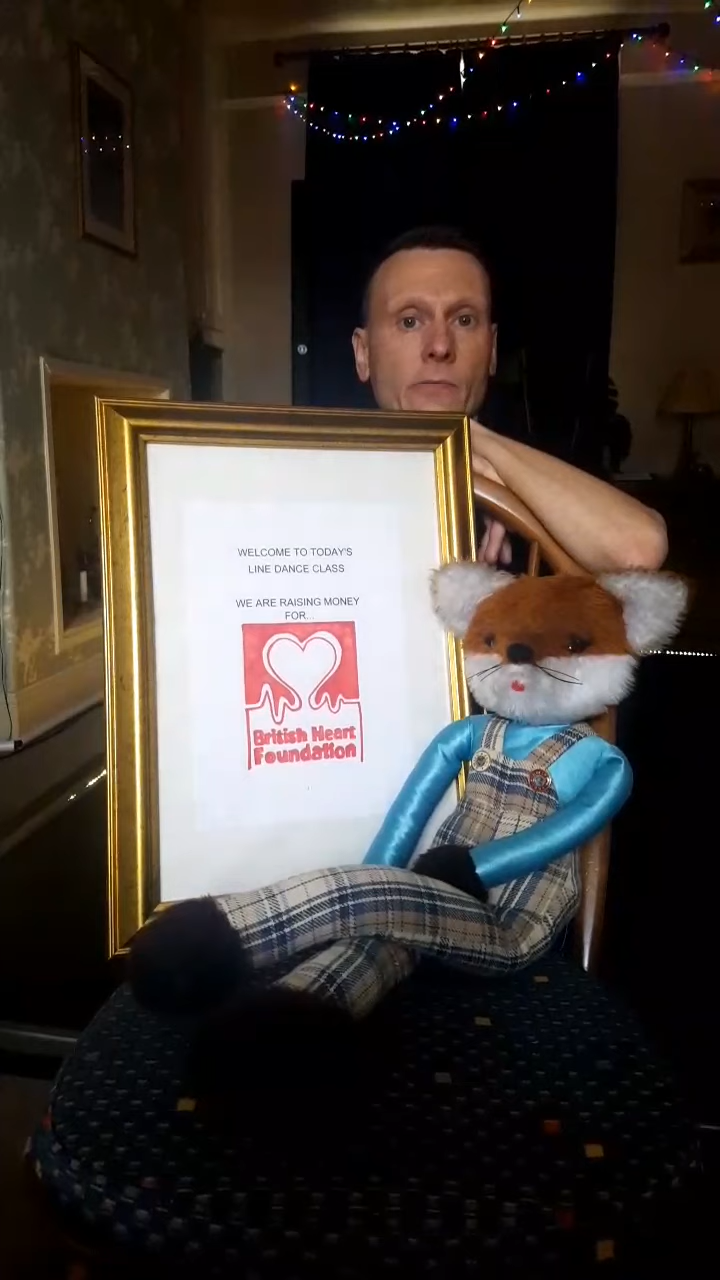 WELCOME TO TODAY'S
LINE DANCE CLASS
WE ARE RAISING MONEY
FOR...
British Heart
Foundation